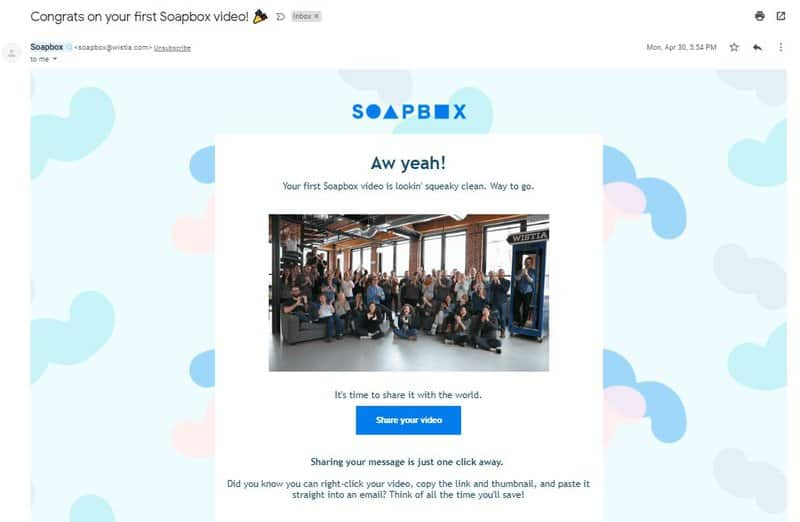 Congrats on your first Soapbox video! 🎉 Inbox ×
Soapbox <soapbox@wistia.com> Unsubscribe Mon, Apr 30, 5:54 PM
to me
SOAPBOX
Aw yeah!
Your first Soapbox video is lookin' squeaky clean. Way to go.
WISTIA
It's time to share it with the world.
Share your video
Sharing your message is just one click away.
Did you know you can right-click your video, copy the link and thumbnail, and paste it
straight into an email? Think of all the time you'll save!